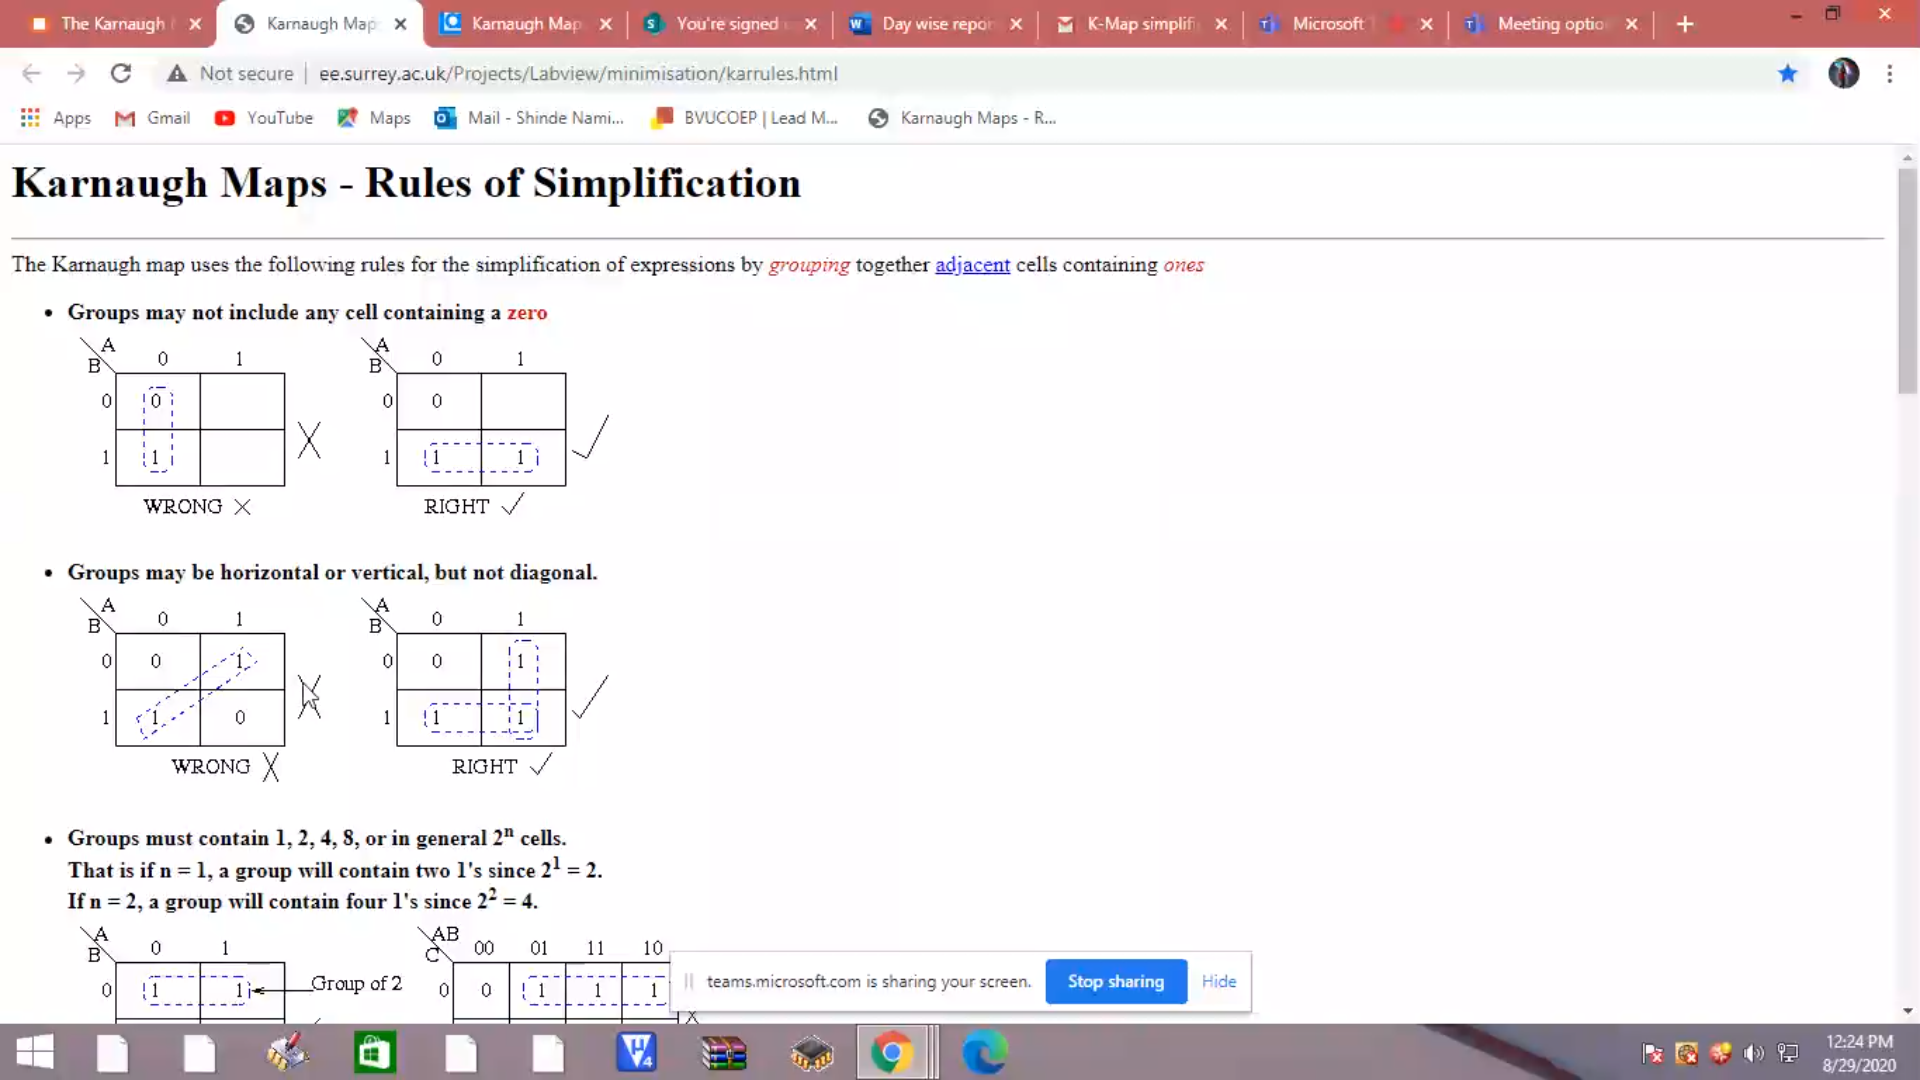 The Karnaugh
Karnaugh Map
Karnaugh Map
You're signed
Day wise repor
K-Map simplifi
Microsoft
Meeting optio
Not secure | ee.surrey.ac.uk/Projects/Labview/minimisation/karrules.html
Apps Gmail YouTube Maps Mail - Shinde Nami... BVUCOEP | Lead M... Karnaugh Maps - R...
Karnaugh Maps - Rules of Simplification
The Karnaugh map uses the following rules for the simplification of expressions by grouping together adjacent cells containing ones
• Groups may not include any cell containing a zero
A A
B 0 1 B 0 1
0 0 0 0
1 1 1 1 1
WRONG X RIGHT ✓
• Groups may be horizontal or vertical, but not diagonal.
A A
B 0 1 B 0 1
0 0 1 0 0 1
1 1 0 1 1 1
WRONG X RIGHT ✓
• Groups must contain 1, 2, 4, 8, or in general 2ⁿ cells.
That is if n = 1, a group will contain two 1's since 2¹ = 2.
If n = 2, a group will contain four 1's since 2² = 4.
A AB
B 0 1 C 00 01 11 10
0 1 1 Group of 2 0 0 1 1 1
teams.microsoft.com is sharing your screen. Stop sharing Hide
12:24 PM
8/29/2020